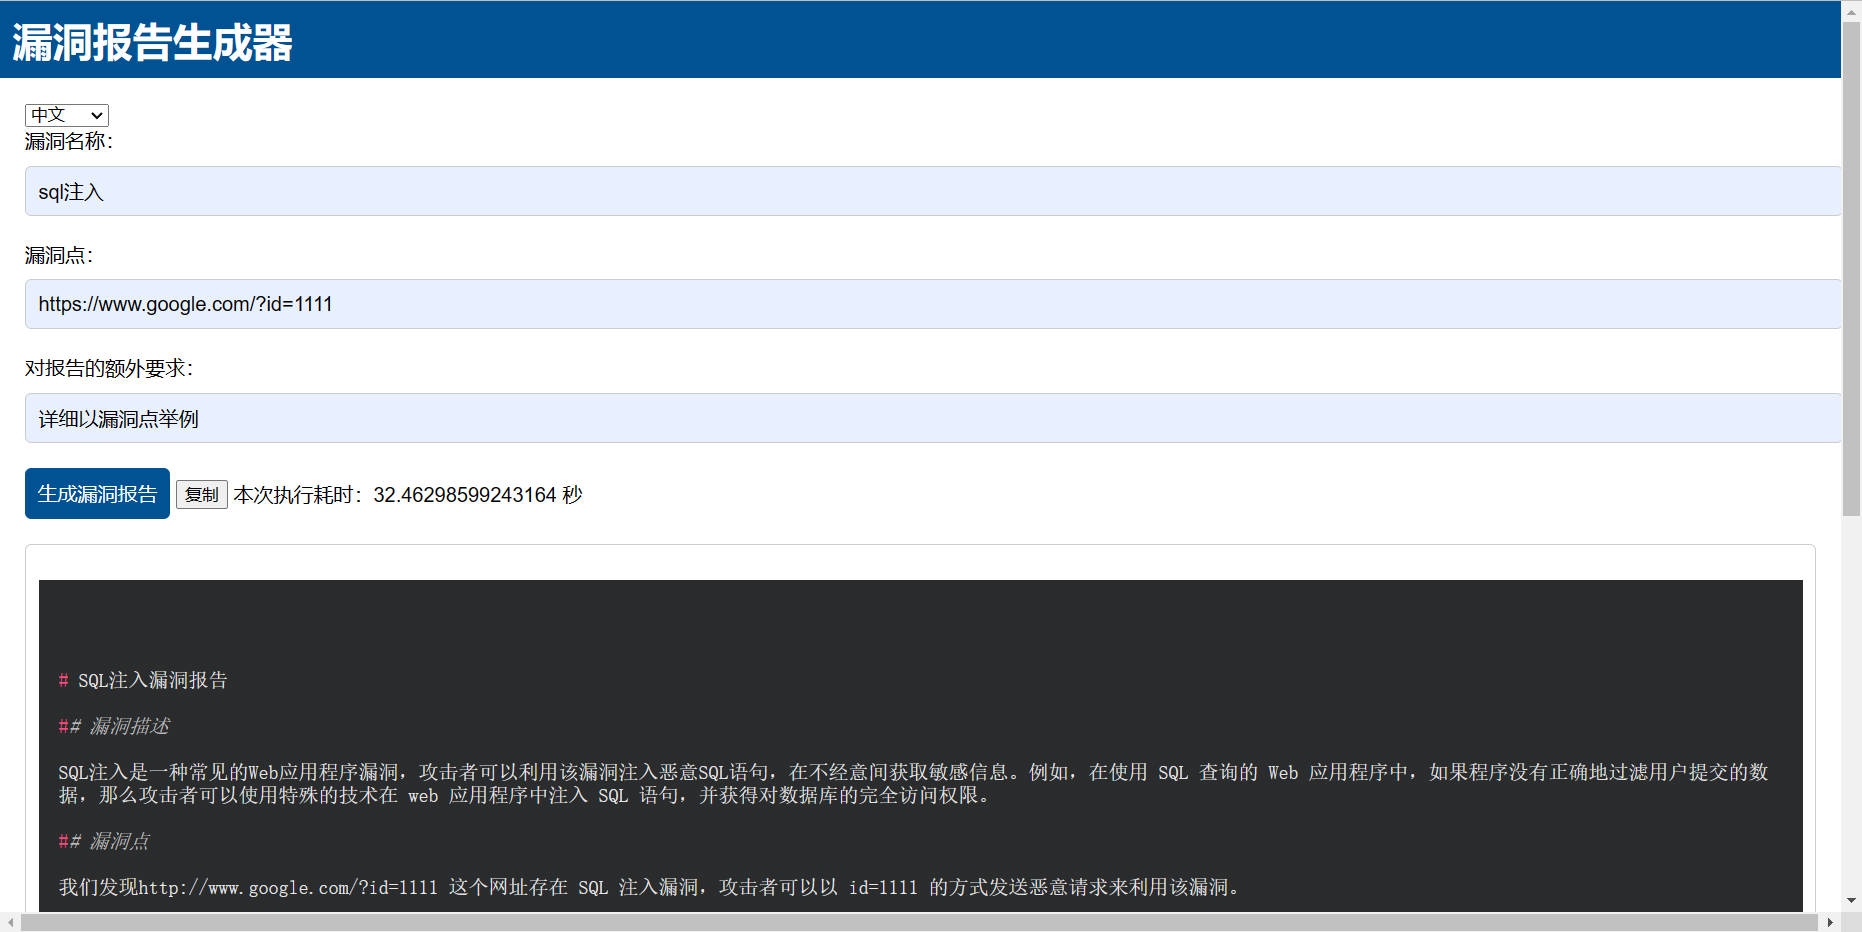 漏洞报告生成器
中文
漏洞名称：
sql注入
漏洞点：
https://www.google.com/?id=1111
对报告的额外要求：
详细以漏洞点举例
生成漏洞报告 复制 本次执行耗时：32.46298599243164 秒
# SQL注入漏洞报告
## 漏洞描述
SQL注入是一种常见的Web应用程序漏洞，攻击者可以利用该漏洞注入恶意SQL语句，在不经意间获取敏感信息。例如，在使用 SQL 查询的 Web 应用程序中，如果程序没有正确地过滤用户提交的数
据，那么攻击者可以使用特殊的技术在 web 应用程序中注入 SQL 语句，并获得对数据库的完全访问权限。
## 漏洞点
我们发现http://www.google.com/?id=1111 这个网址存在 SQL 注入漏洞，攻击者可以以 id=1111 的方式发送恶意请求来利用该漏洞。